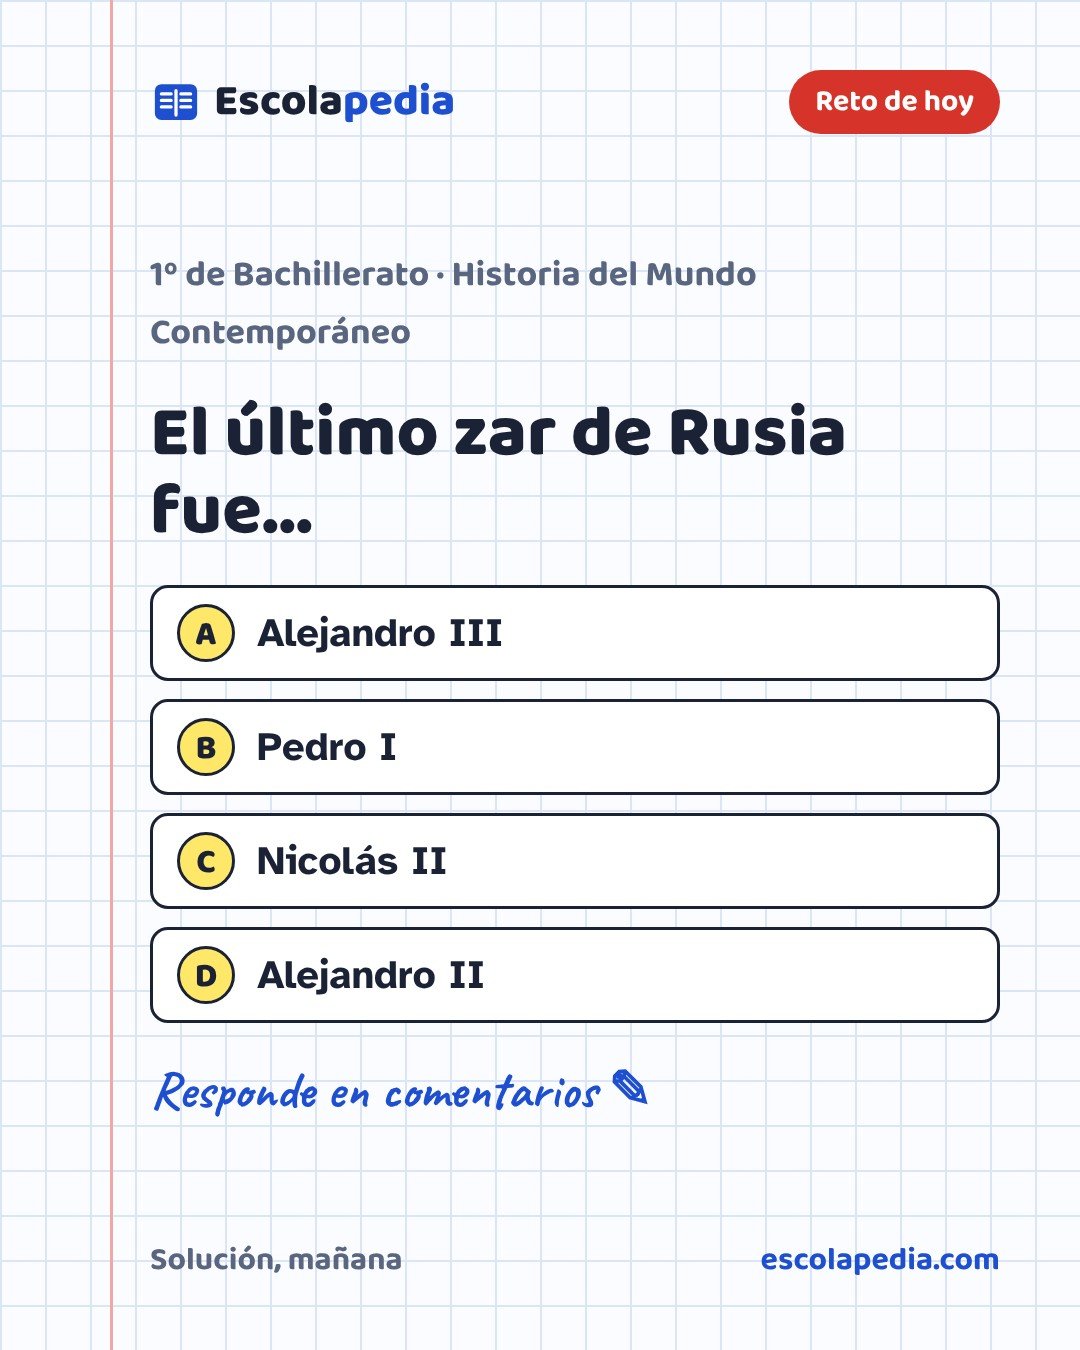 Escolapedia
Reto de hoy
1º de Bachillerato · Historia del Mundo
Contemporáneo
El último zar de Rusia
fue...
A Alejandro III
B Pedro I
C Nicolás II
D Alejandro II
Responde en comentarios ✎
Solución, mañana
escolapedia.com